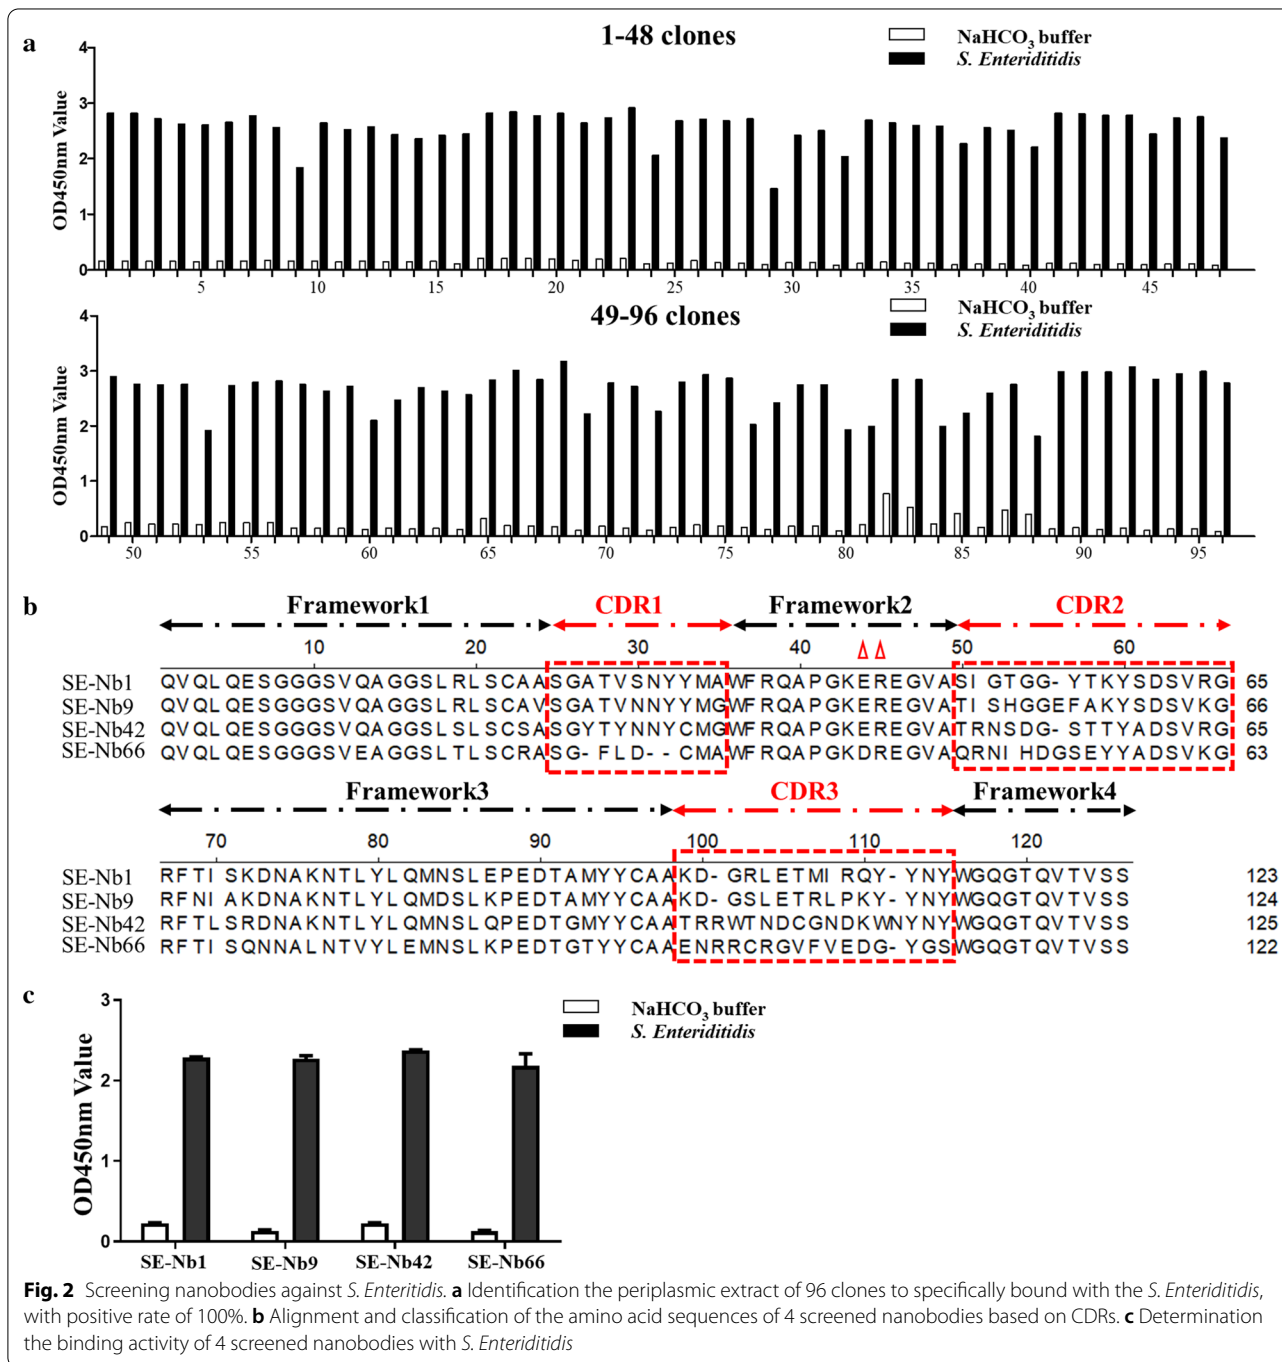 a
1-48 clones
NaHCO3 buffer
S. Enteriditidis
OD450nm Value
4
3
2
1
0
5 10 15 20 25 30 35 40 45
49-96 clones
NaHCO3 buffer
S. Enteriditidis
OD450nm Value
4
3
2
1
0
50 55 60 65 70 75 80 85 90 95
b
Framework1 CDR1 Framework2 CDR2
10 20 30 40 50 60
SE-Nb1 QVQLQESGGGSVQAGGSLRLSCAASGATVSNYYMAWFRQAPGKEREGVASIGTGG-YTKYSDSVRG 65
SE-Nb9 QVQLQESGGGSVQAGGSLRLSCAVSGATVNNYYMGWFRQAPGKEREGVATISHGGEFAKYSDSVKG 66
SE-Nb42 QVQLQESGGGSVQAGGSLSLSCSASGYTYNNYCMGWFRQAPGKEREGVATRNSDG-STTYADSVRG 65
SE-Nb66 QVQLQESGGGSVEAGGSLTLSCRASG-FLD--CMAWFRQAPGKDREGVAQRNIHDGSEYYADSVKG 63
Framework3 CDR3 Framework4
70 80 90 100 110 120
SE-Nb1 RFTISKDNAKNTLYLQMNSLEPEDTAMYYCAAKD-GRLETMIRQY-YNYWGQGTQVTVSS 123
SE-Nb9 RFNIAKDNAKNTLYLQMDSLKPEDTAMYYCAAKD-GSLETRLPKY-YNYWGQGTQVTVSS 124
SE-Nb42 RFTLSRDNAKNTLYLQMNSLQPEDTGMYYCAATRRWTNDCGNDKWNYNYWGQGTQVTVSS 125
SE-Nb66 RFTISQNNALNTVYLEMNSLKPEDTGTYYCAAENRRCRGVFVEDG-YGSWGQGTQVTVSS 122
c
NaHCO3 buffer
S. Enteriditidis
OD450nm Value
3
2
1
0
SE-Nb1 SE-Nb9 SE-Nb42 SE-Nb66
Fig. 2 Screening nanobodies against S. Enteritidis. a Identification the periplasmic extract of 96 clones to specifically bound with the S. Enteriditidis,
with positive rate of 100%. b Alignment and classification of the amino acid sequences of 4 screened nanobodies based on CDRs. c Determination
the binding activity of 4 screened nanobodies with S. Enteriditidis